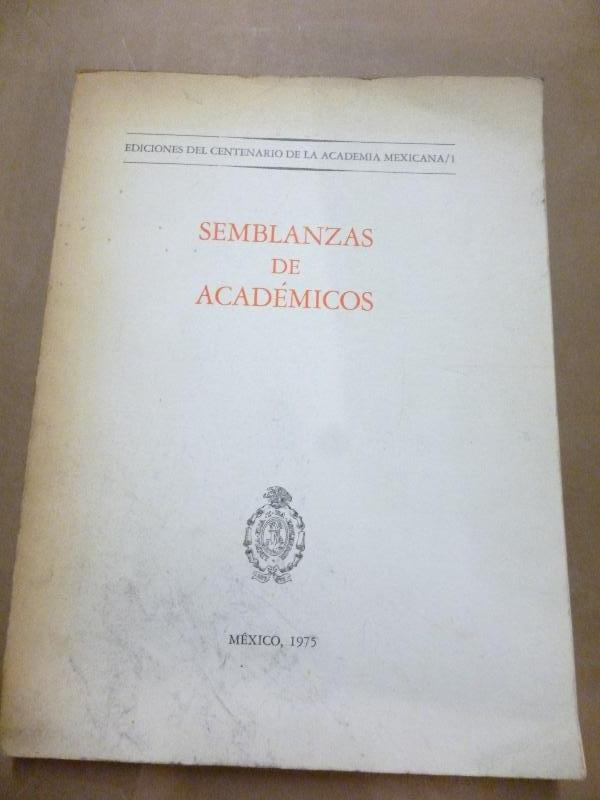 EDICIONES DEL CENTENARIO DE LA ACADEMIA MEXICANA/1
SEMBLANZAS
DE
ACADÉMICOS
MÉXICO, 1975